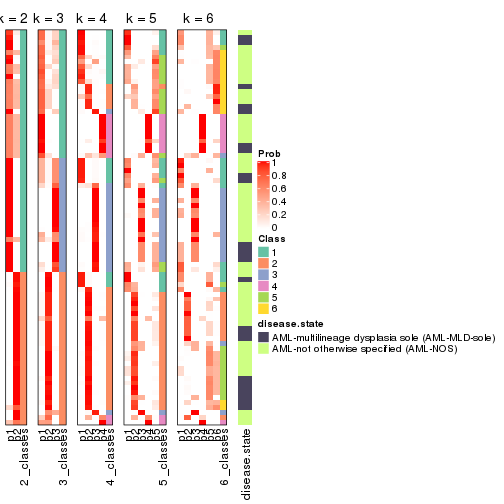 k = 2 k = 3 k = 4 k = 5 k = 6
Prob
1
0.8
0.6
0.4
0.2
0
Class
1
2
3
4
5
6
disease.state
AML-multilineage dysplasia sole (AML-MLD-sole)
AML-not otherwise specified (AML-NOS)
p1 p2 2_classes p1 p2 p3 3_classes p1 p2 p3 p4 4_classes p1 p2 p3 p4 p5 5_classes p1 p2 p3 p4 p5 p6 6_classes disease.state